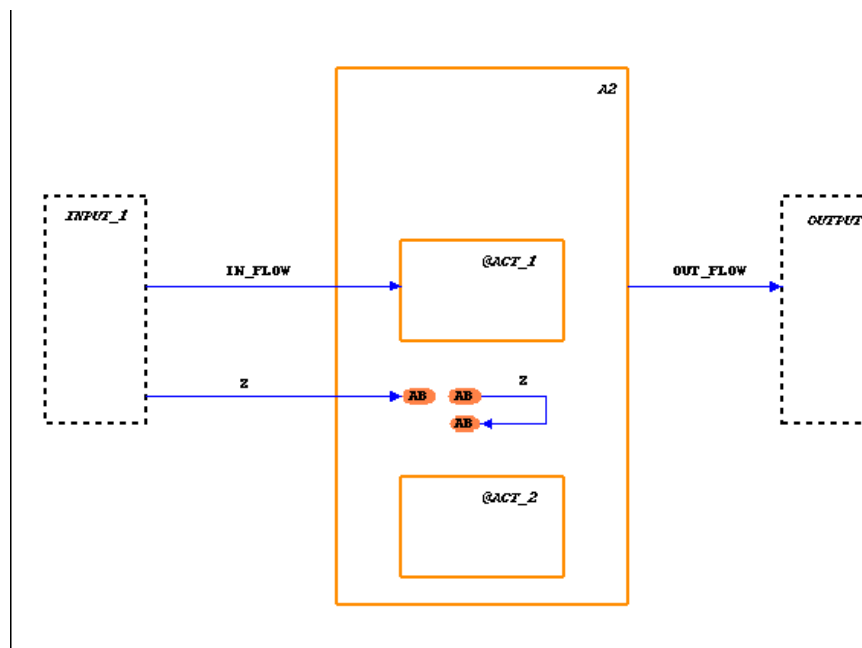 A2
INPUT_1
OUTPUT
@ACT_1
IN_FLOW
OUT_FLOW
Z
Z
AB
AB
AB
@ACT_2